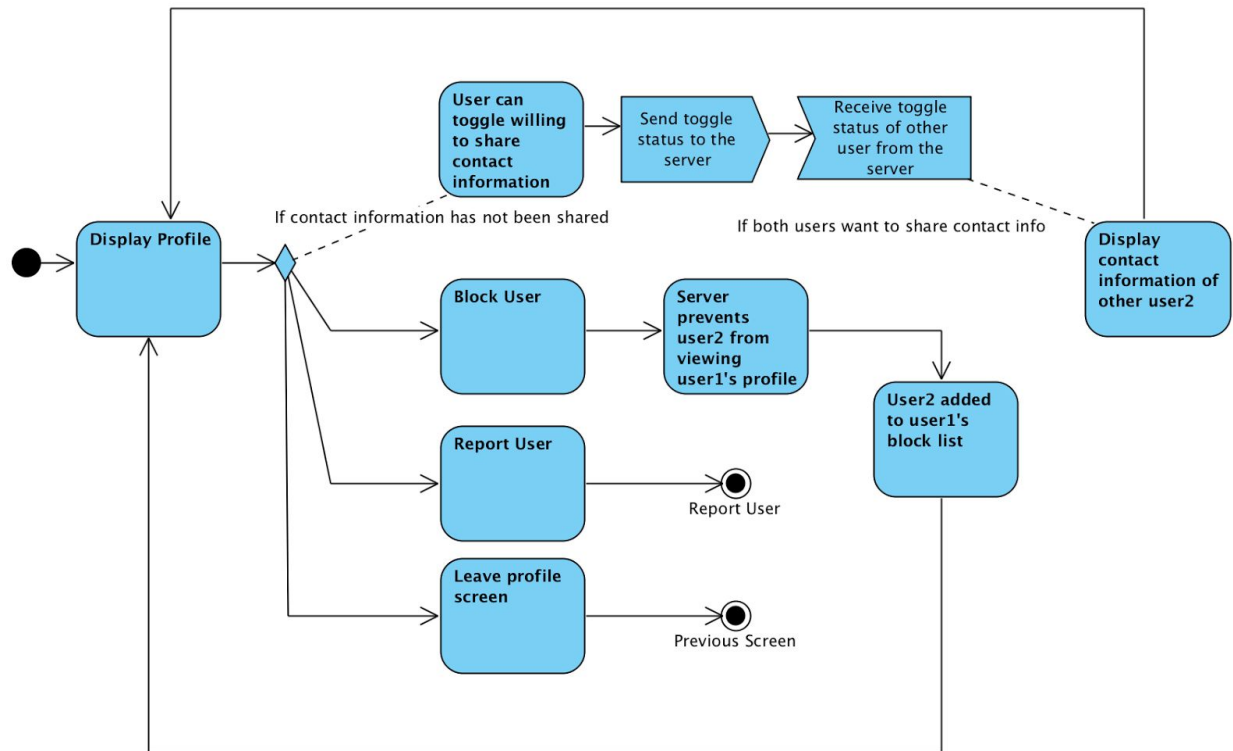 User can
toggle willing
to share
contact
information
Send toggle
status to the
server
Receive toggle
status of other
user from the
server
If contact information has not been shared
If both users want to share contact info
Display Profile
Display
contact
information of
other user2
Block User
Server
prevents
user2 from
viewing
user1's profile
User2 added
to user1's
block list
Report User
Report User
Leave profile
screen
Previous Screen